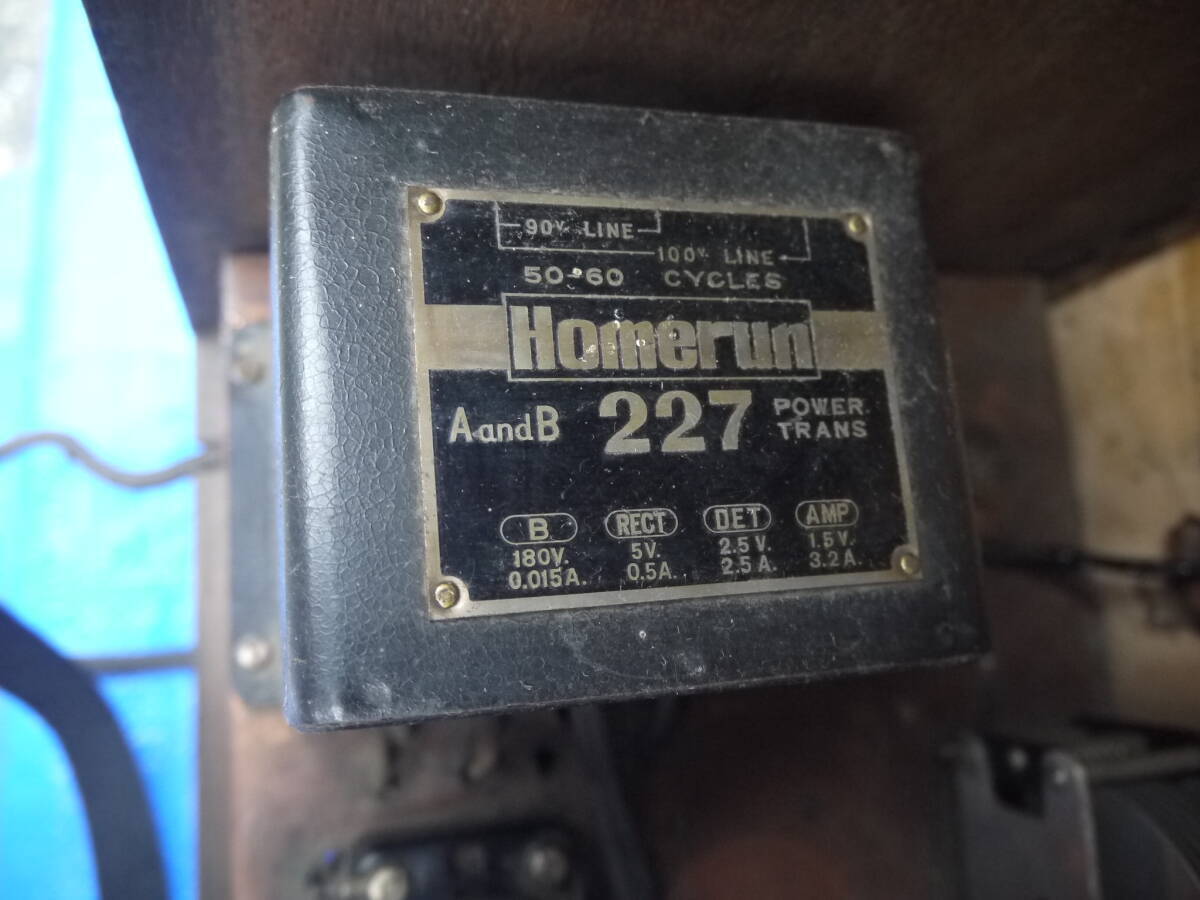 90V. LINE
100V. LINE
50-60 CYCLES
Homerun
A and B 227 POWER TRANS
B RECT DET AMP
180V. 5V. 2.5V. 1.5V.
0.015A. 0.5A. 2.5A. 3.2A.